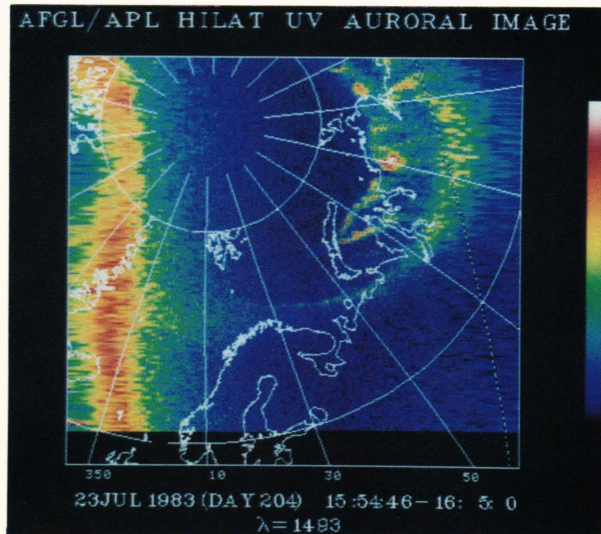 AFGL/APL HILAT UV AURORAL IMAGE
350 10 30 50
23JUL 1983 (DAY 204) 15:54:46- 16: 5: 0
λ=1493